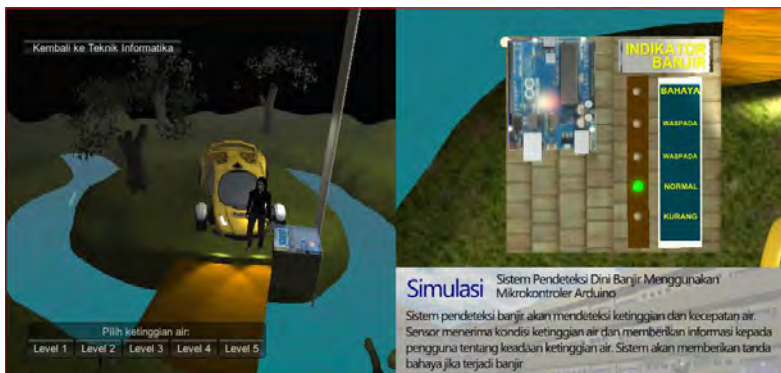 Kembali ke Teknik Informatika
Pilih ketinggian air:
Level 1 Level 2 Level 3 Level 4 Level 5
INDIKATOR
BANJIR
BAHAYA
WASPADA
WASPADA
NORMAL
KURANG
Simulasi Sistem Pendeteksi Dini Banjir Menggunakan
Mikrokontroler Arduino
Sistem pendeteksi banjir akan mendeteksi ketinggian dan kecepatan air.
Sensor menerima kondisi ketinggian air dan memberikan informasi kepada
pengguna tentang keadaan ketinggian air. Sistem akan memberikan tanda
bahaya jika terjadi banjir